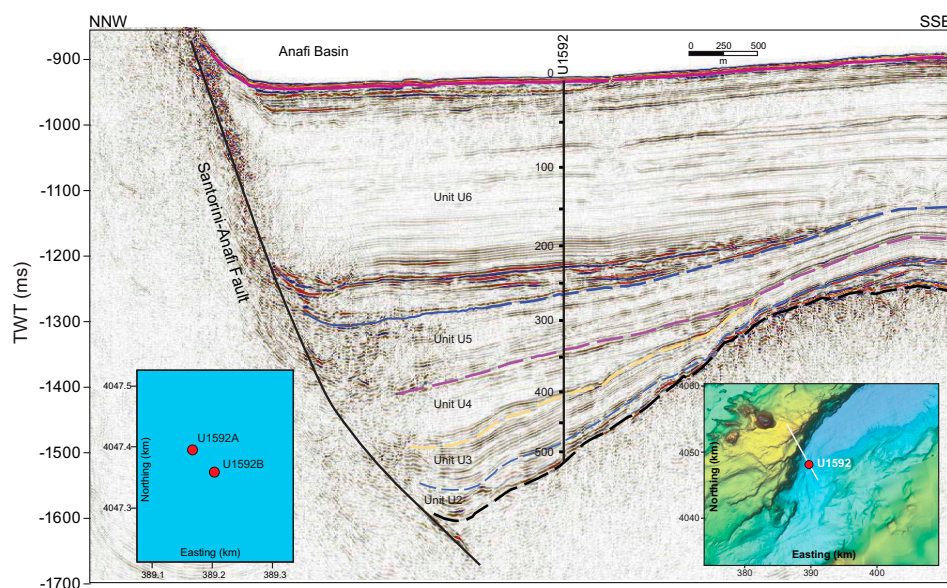 NNW
SSE
Anafi Basin
0 250 500
m
U1592
0
100
200
300
400
500
TWT (ms)
-900
-1000
-1100
-1200
-1300
-1400
-1500
-1600
-1700
Santorini-Anafi Fault
Unit U6
Unit U5
Unit U4
Unit U3
Unit U2
4047.5
4047.4
4047.3
Northing (km)
U1592A
U1592B
Easting (km)
389.1 389.2 389.3
4060
4050
4040
Northing (km)
U1592
Easting (km)
380 390 400